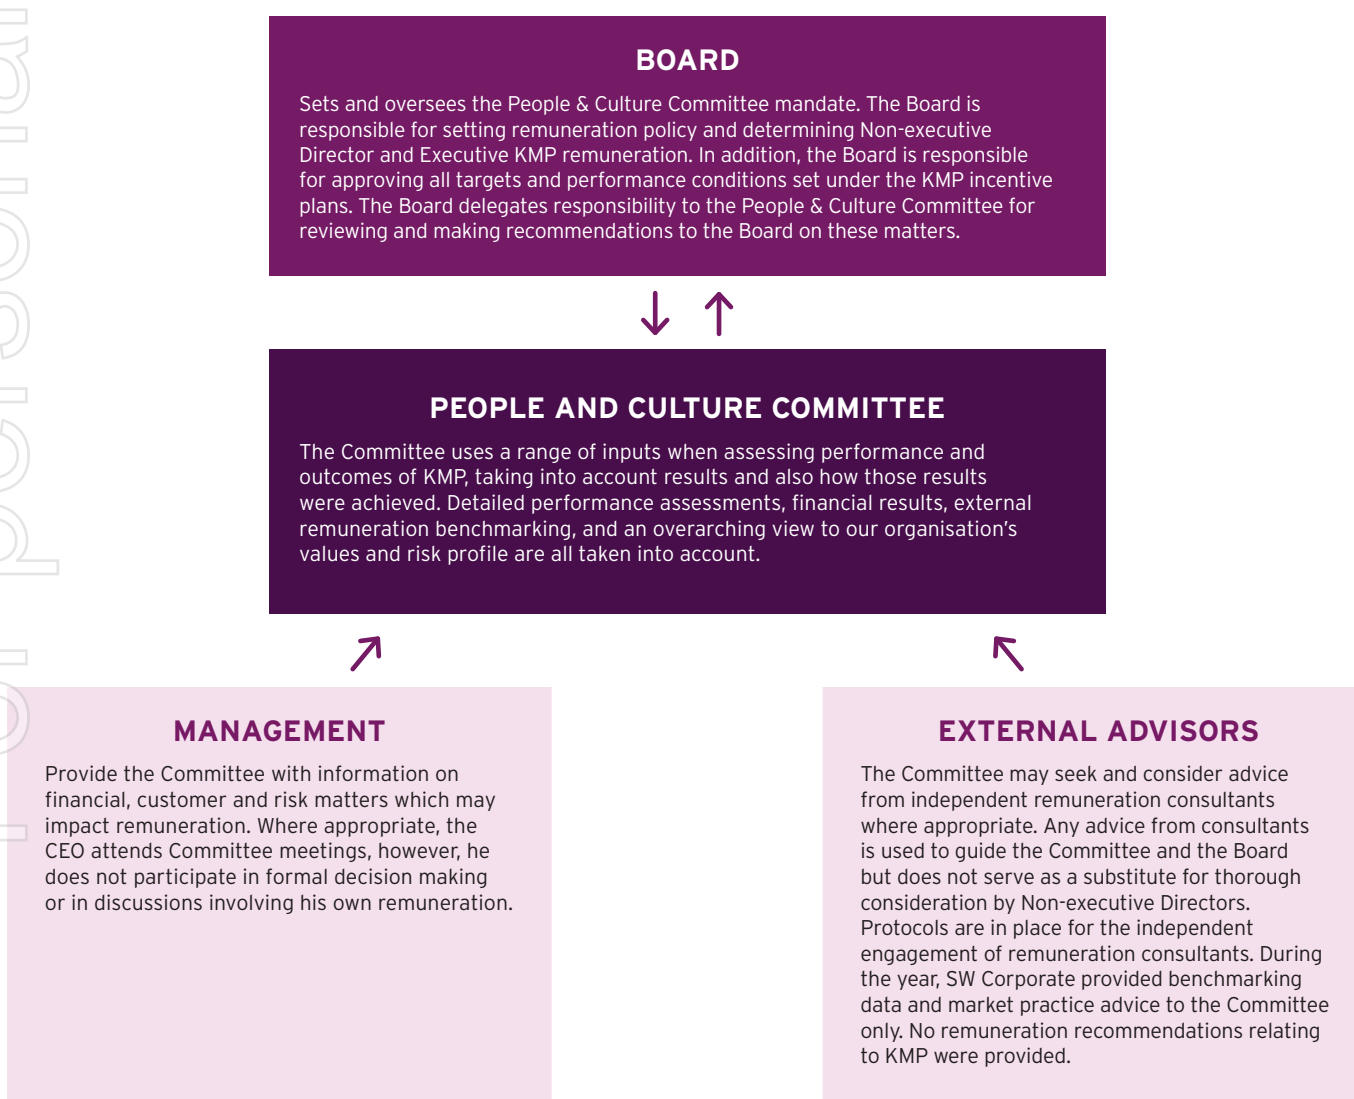 BOARD
Sets and oversees the People & Culture Committee mandate. The Board is
responsible for setting remuneration policy and determining Non-executive
Director and Executive KMP remuneration. In addition, the Board is responsible
for approving all targets and performance conditions set under the KMP incentive
plans. The Board delegates responsibility to the People & Culture Committee for
reviewing and making recommendations to the Board on these matters.
PEOPLE AND CULTURE COMMITTEE
The Committee uses a range of inputs when assessing performance and
outcomes of KMP, taking into account results and also how those results
were achieved. Detailed performance assessments, financial results, external
remuneration benchmarking, and an overarching view to our organisation’s
values and risk profile are all taken into account.
MANAGEMENT
Provide the Committee with information on
financial, customer and risk matters which may
impact remuneration. Where appropriate, the
CEO attends Committee meetings, however, he
does not participate in formal decision making
or in discussions involving his own remuneration.
EXTERNAL ADVISORS
The Committee may seek and consider advice
from independent remuneration consultants
where appropriate. Any advice from consultants
is used to guide the Committee and the Board
but does not serve as a substitute for thorough
consideration by Non-executive Directors.
Protocols are in place for the independent
engagement of remuneration consultants. During
the year, SW Corporate provided benchmarking
data and market practice advice to the Committee
only. No remuneration recommendations relating
to KMP were provided.